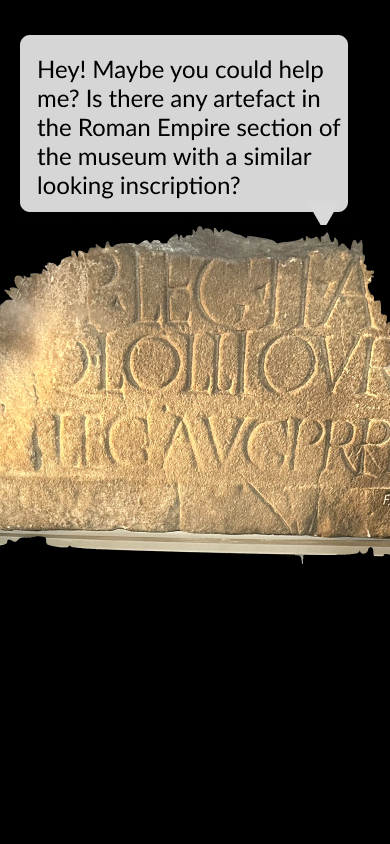 Hey! Maybe you could help
me? Is there any artefact in
the Roman Empire section of
the museum with a similar
looking inscription?
LEG II A
LOLLIO VR
LEG AVG PR PR
F